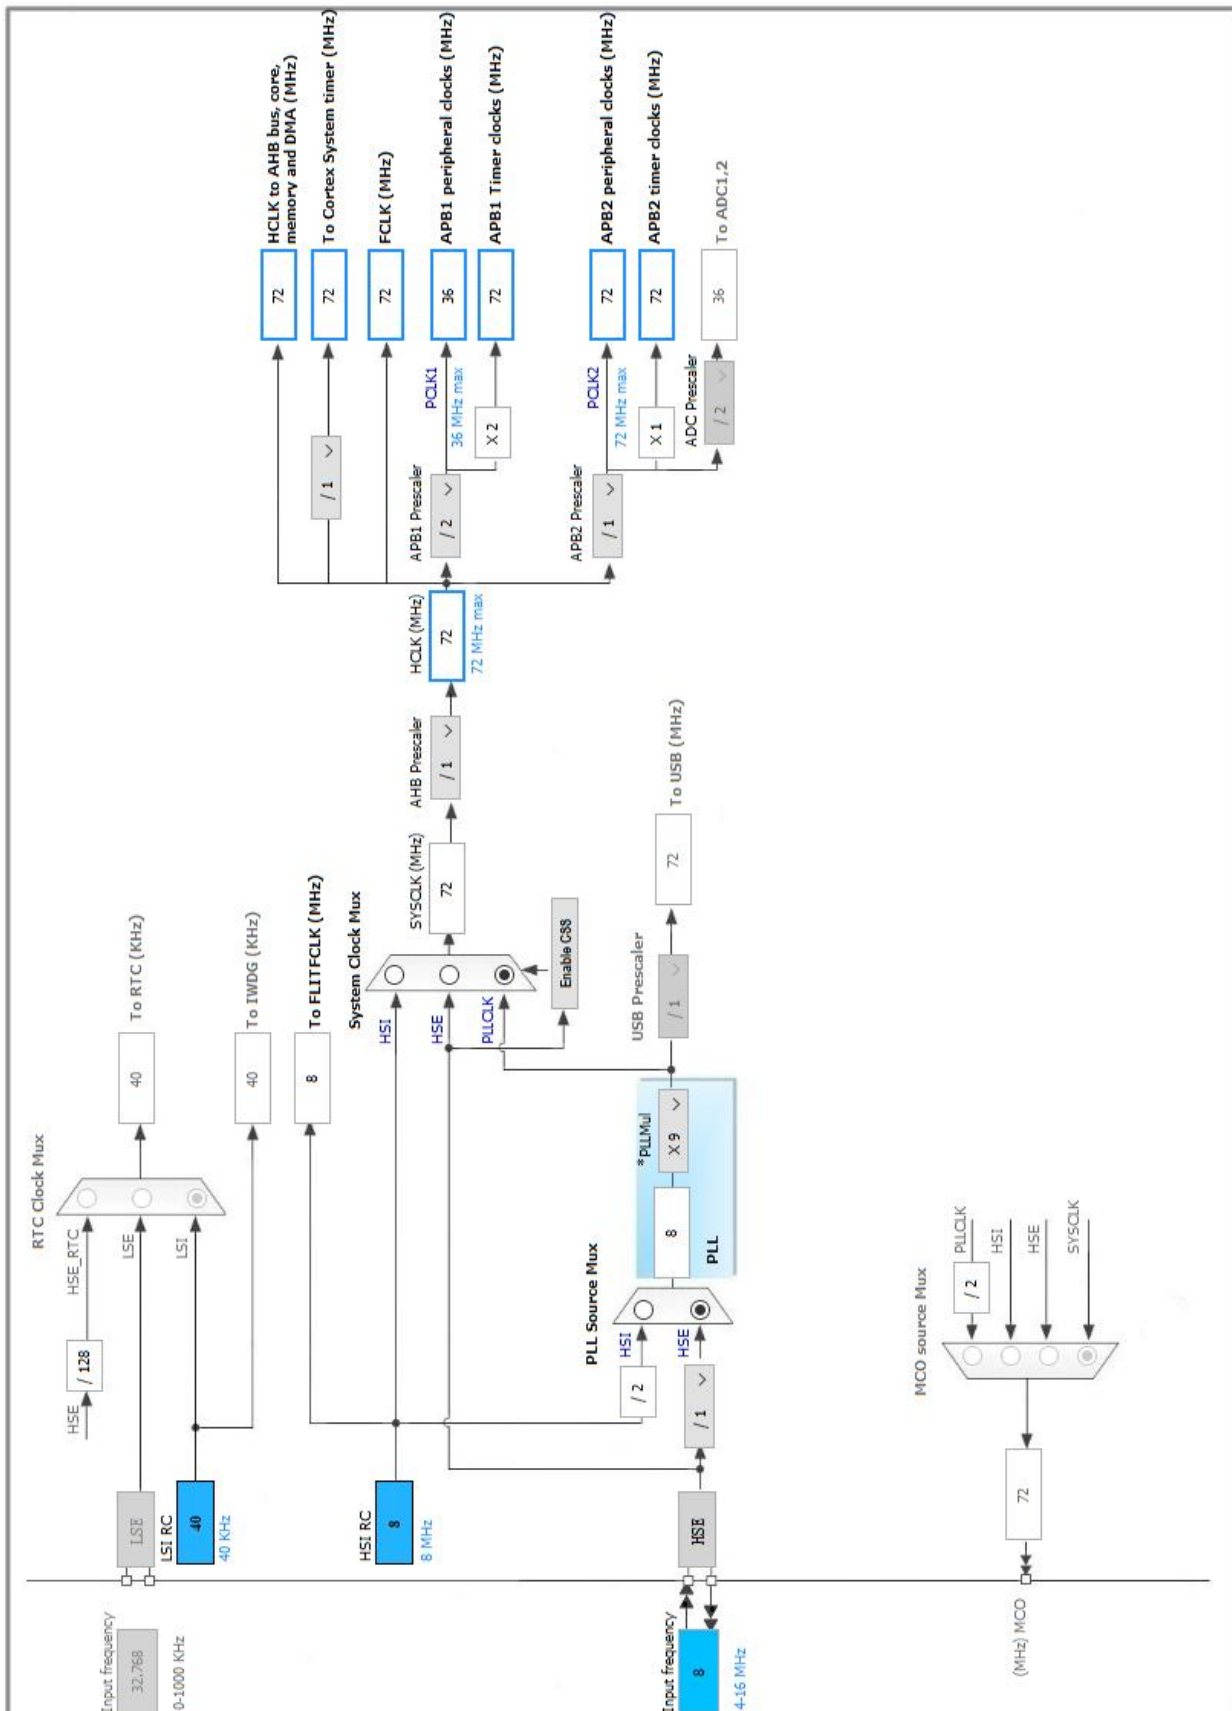 Input frequency
32.768
0-1000 KHz
LSE
LSI RC
40
40 KHz
HSE
/ 128
HSE_RTC
LSE
LSI
RTC Clock Mux
40
To RTC (KHz)
40
To IWDG (KHz)
HSI RC
8
8 MHz
8
To FLITFCLK (MHz)
System Clock Mux
HSI
HSE
PLLCLK
Enable CSS
SYSCLK (MHz)
72
AHB Prescaler
/ 1
HCLK (MHz)
72
72 MHz max
72
HCLK to AHB bus, core,
memory and DMA (MHz)
/ 1
72
To Cortex System timer (MHz)
72
FCLK (MHz)
APB1 Prescaler
/ 2
PCLK1
36 MHz max
36
APB1 peripheral clocks (MHz)
X 2
72
APB1 Timer clocks (MHz)
APB2 Prescaler
/ 1
PCLK2
72 MHz max
72
APB2 peripheral clocks (MHz)
X 1
72
APB2 timer clocks (MHz)
ADC Prescaler
/ 2
36
To ADC1,2
Input frequency
8
4-16 MHz
HSE
/ 1
/ 2
PLL Source Mux
HSI
HSE
8
*PLLMul
X 9
PLL
USB Prescaler
/ 1
72
To USB (MHz)
MCO source Mux
PLLCLK
/ 2
HSI
HSE
SYSCLK
72
(MHz) MCO